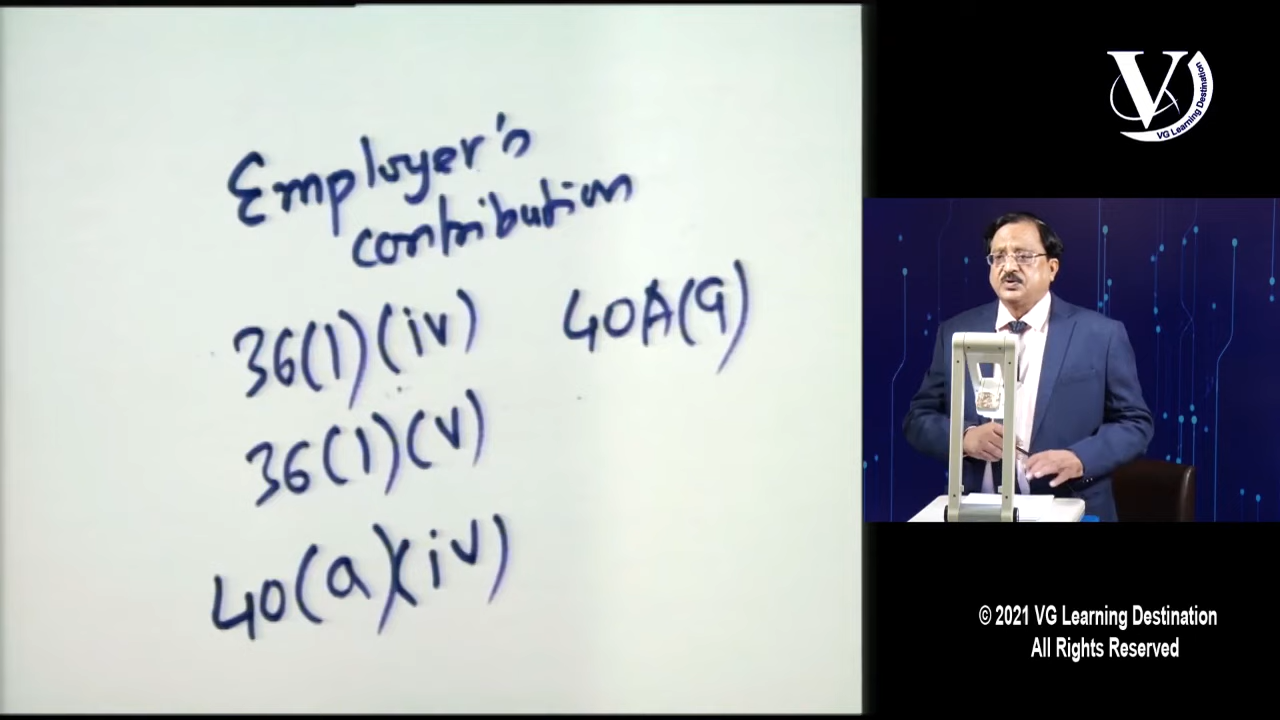 Employer's
contribution
36(1)(iv) 40A(9)
36(1)(v)
40(a)(iv)
V
VG Learning Destination
© 2021 VG Learning Destination
All Rights Reserved